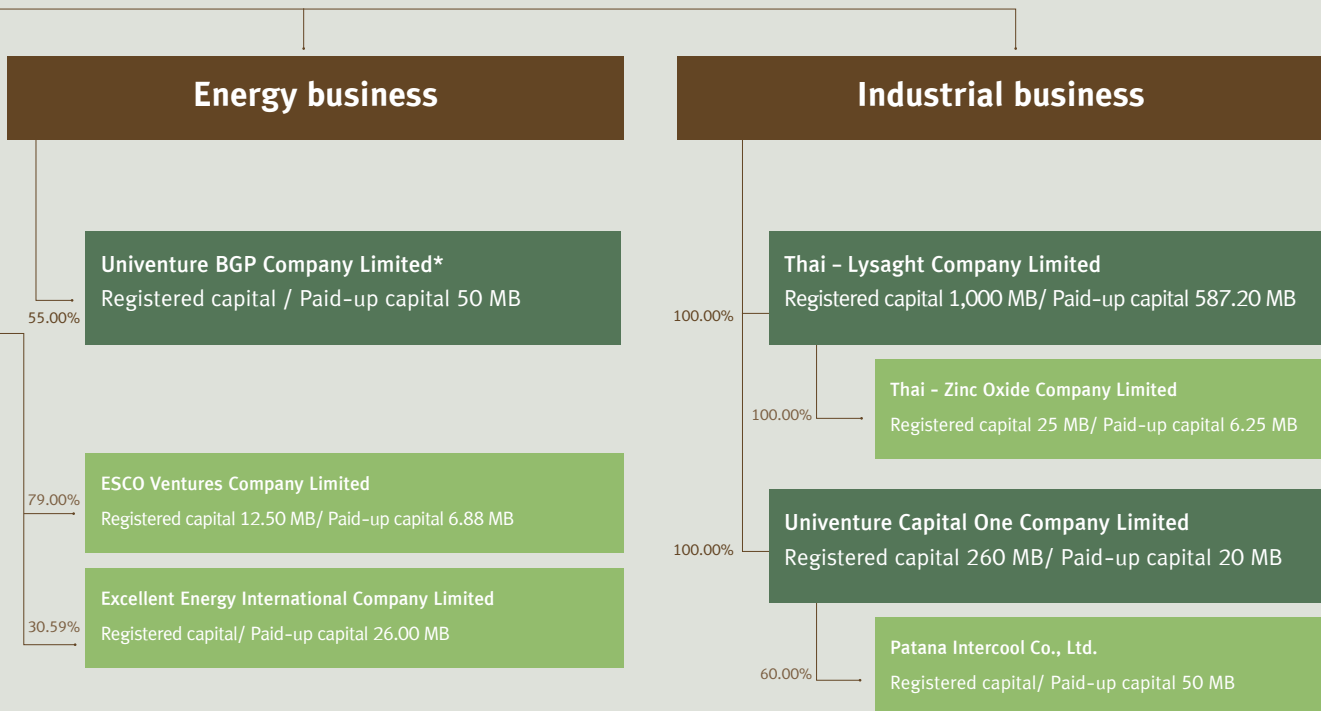 Energy business
Univenture BGP Company Limited*
Registered capital / Paid-up capital 50 MB
55.00%
ESCO Ventures Company Limited
Registered capital 12.50 MB/ Paid-up capital 6.88 MB
79.00%
Excellent Energy International Company Limited
Registered capital/ Paid-up capital 26.00 MB
30.59%
Industrial business
Thai - Lysaght Company Limited
Registered capital 1,000 MB/ Paid-up capital 587.20 MB
100.00%
Thai - Zinc Oxide Company Limited
Registered capital 25 MB/ Paid-up capital 6.25 MB
100.00%
Univenture Capital One Company Limited
Registered capital 260 MB/ Paid-up capital 20 MB
100.00%
Patana Intercool Co., Ltd.
Registered capital/ Paid-up capital 50 MB
60.00%